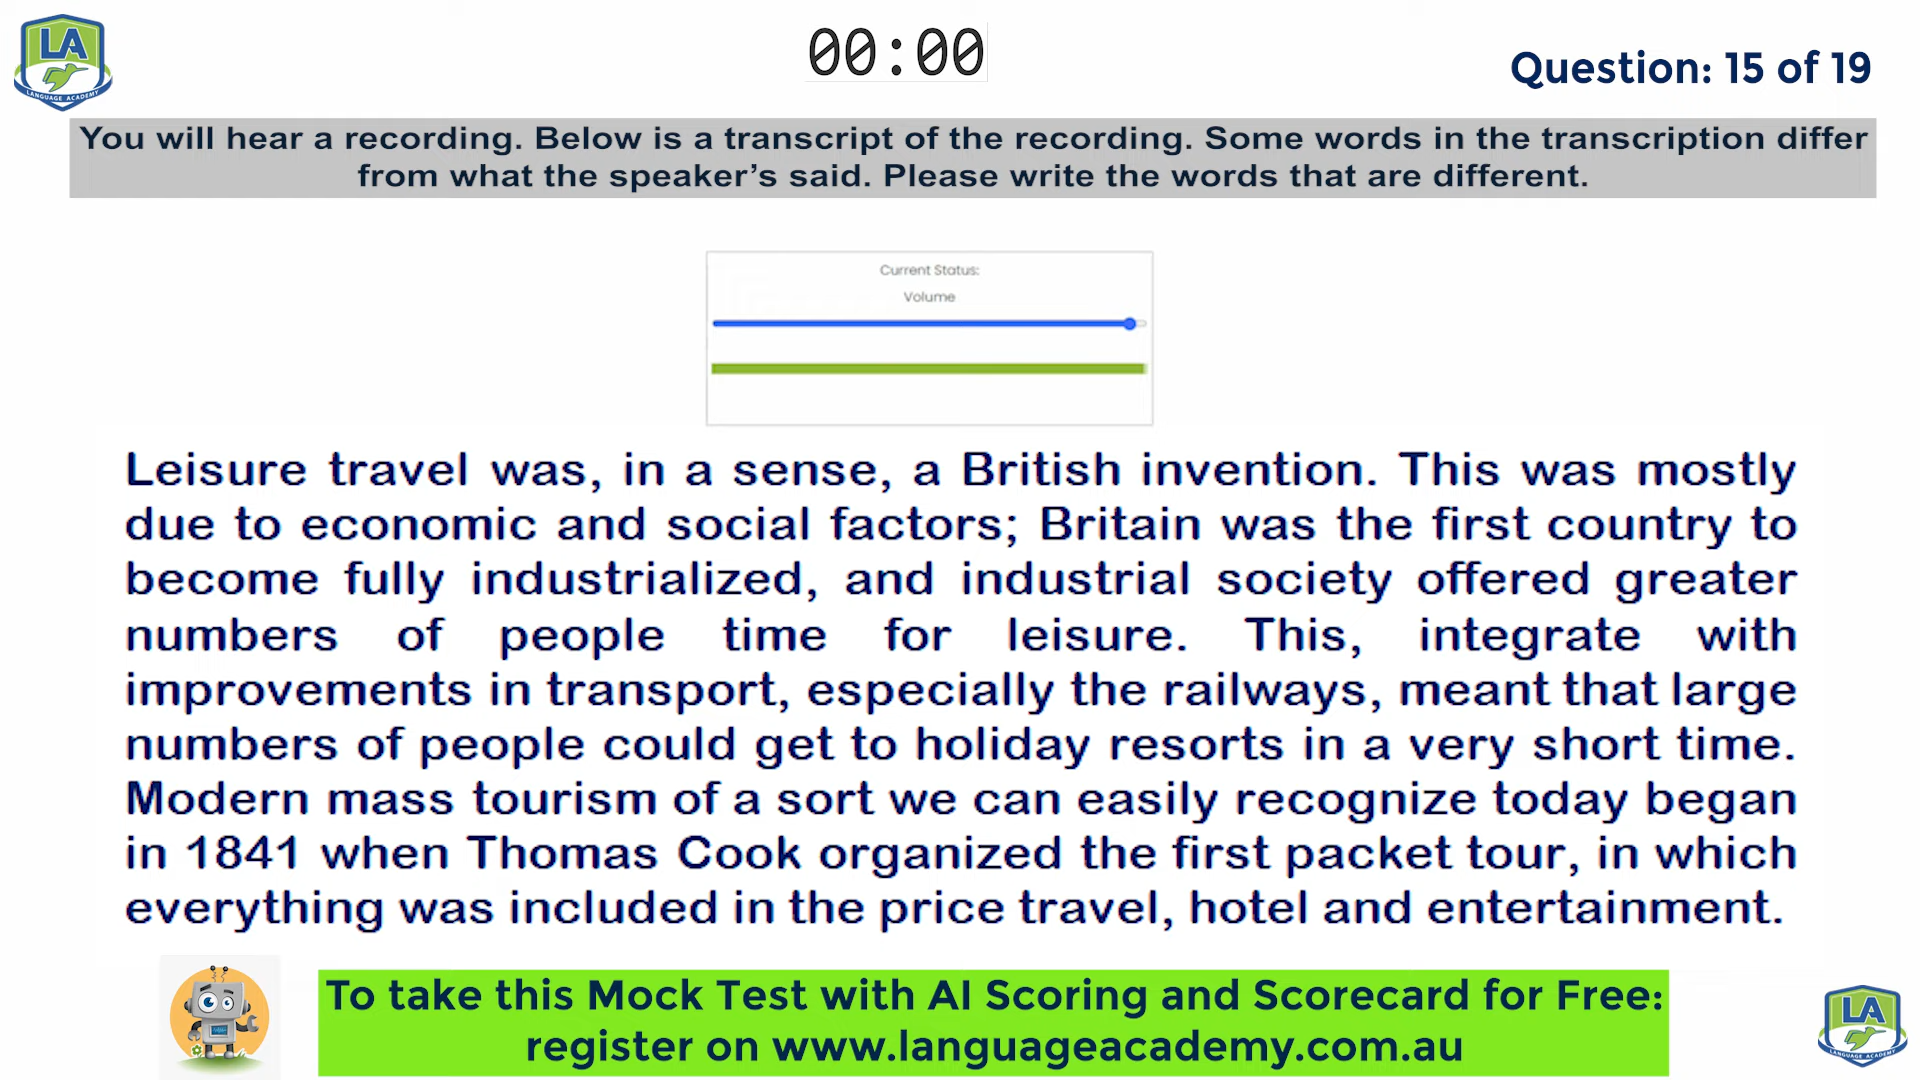 LA
LANGUAGE ACADEMY
00:00
Question: 15 of 19
You will hear a recording. Below is a transcript of the recording. Some words in the transcription differ
from what the speaker's said. Please write the words that are different.
Current Status:
Volume
Leisure travel was, in a sense, a British invention. This was mostly
due to economic and social factors; Britain was the first country to
become fully industrialized, and industrial society offered greater
numbers of people time for leisure. This, integrate with
improvements in transport, especially the railways, meant that large
numbers of people could get to holiday resorts in a very short time.
Modern mass tourism of a sort we can easily recognize today began
in 1841 when Thomas Cook organized the first packet tour, in which
everything was included in the price travel, hotel and entertainment.
To take this Mock Test with AI Scoring and Scorecard for Free:
register on www.languageacademy.com.au
LA
LANGUAGE ACADEMY